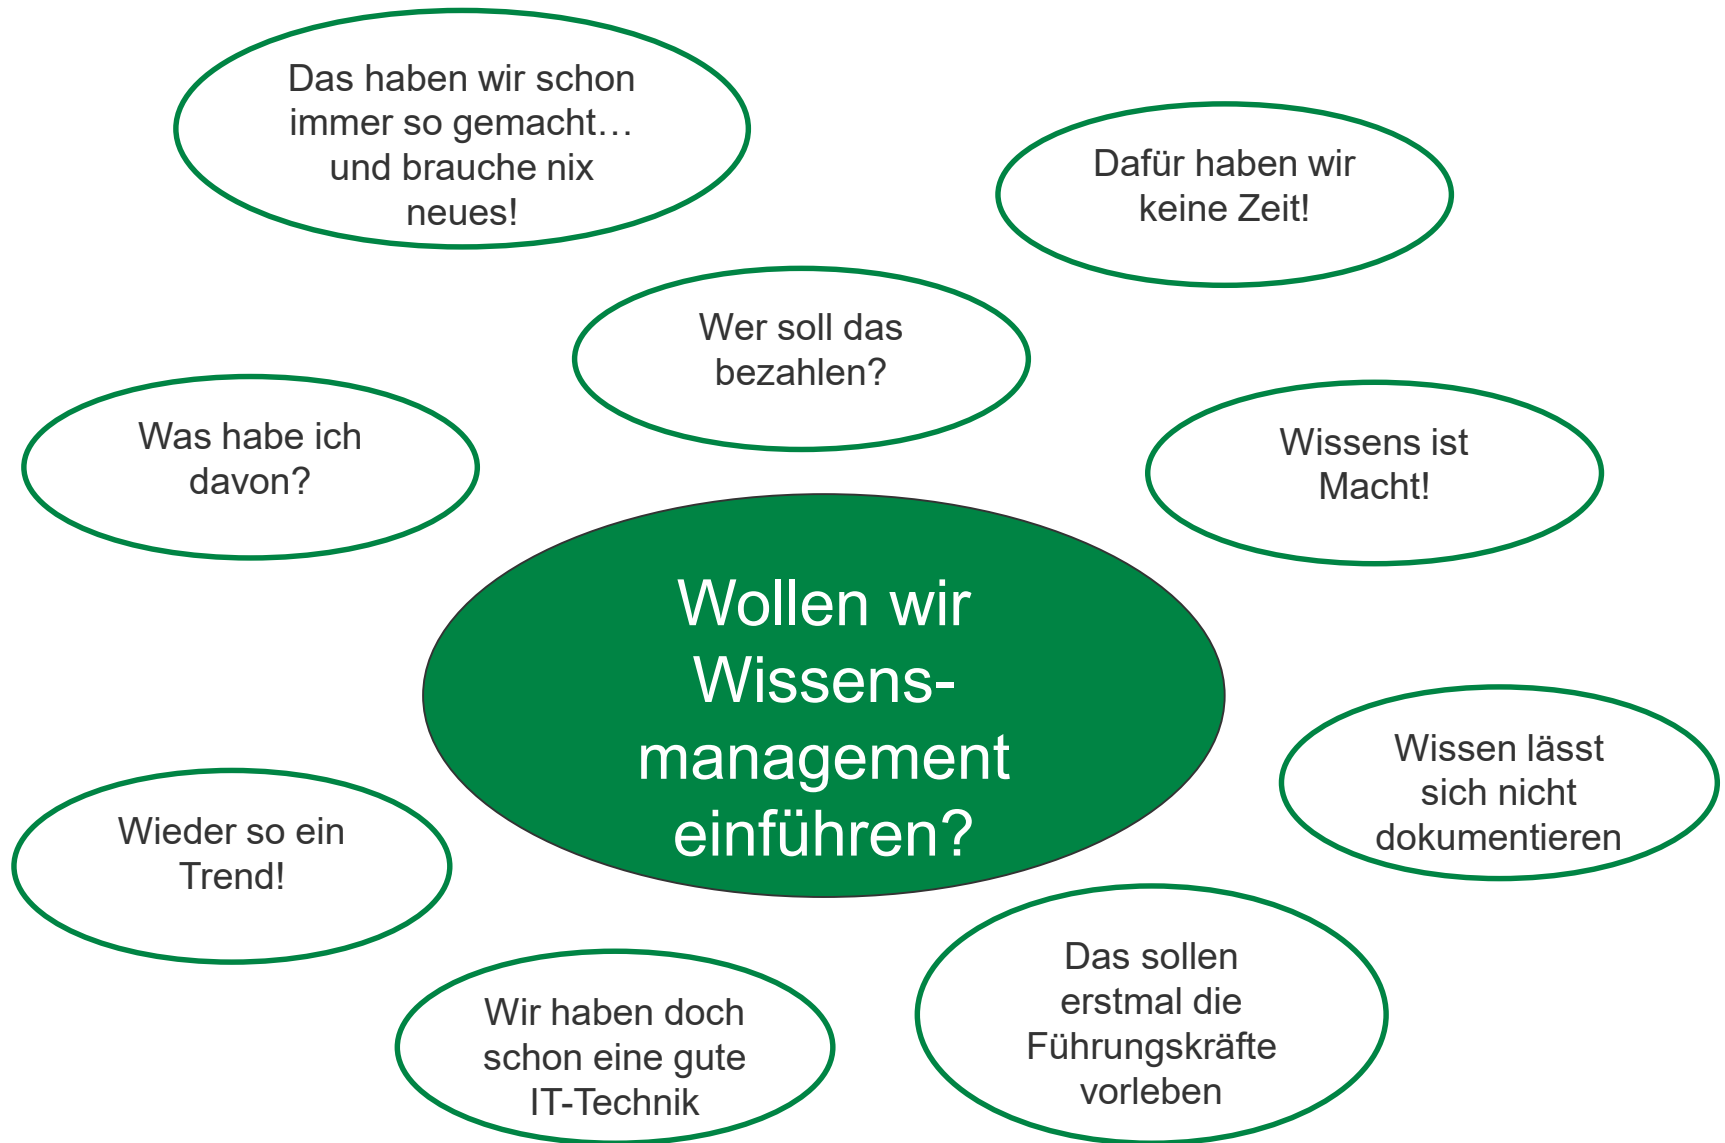 Das haben wir schon
immer so gemacht…
und brauche nix
neues!
Dafür haben wir
keine Zeit!
Wer soll das
bezahlen?
Was habe ich
davon?
Wissens ist
Macht!
Wollen wir
Wissens-
management
einführen?
Wissen lässt
sich nicht
dokumentieren
Wieder so ein
Trend!
Das sollen
erstmal die
Führungskräfte
vorleben
Wir haben doch
schon eine gute
IT-Technik